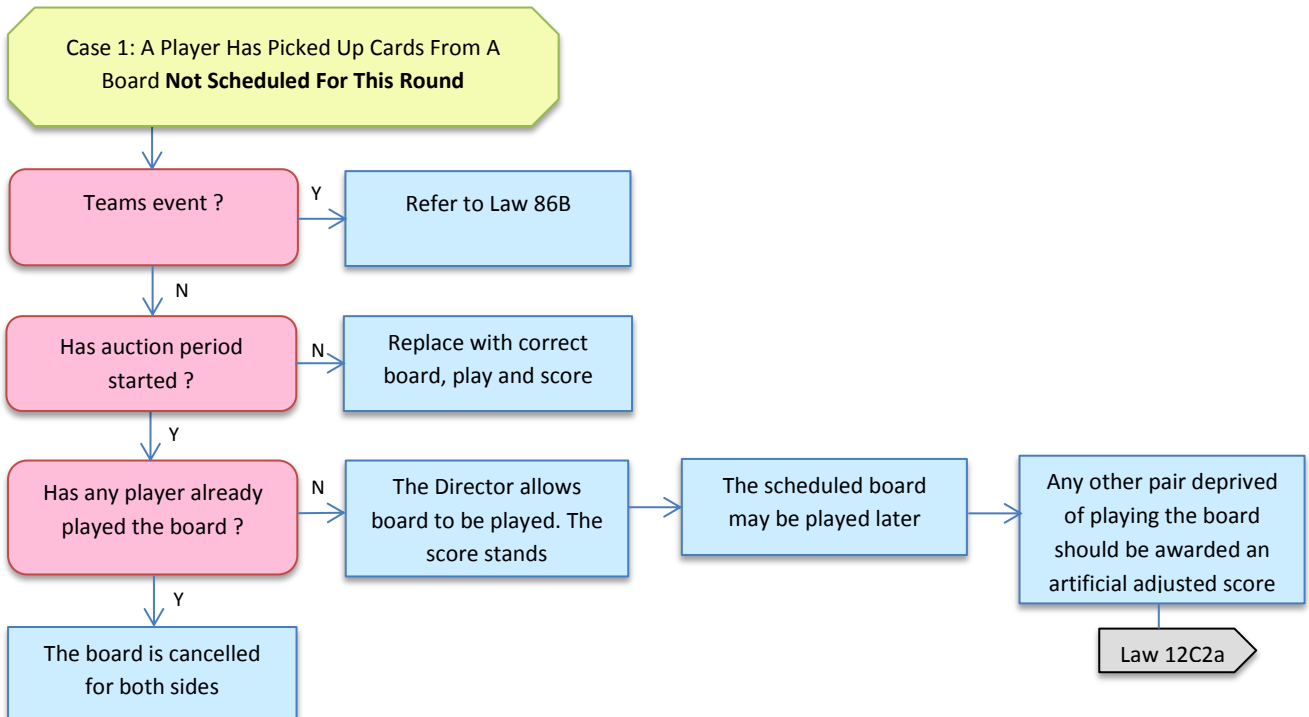 Case 1: A Player Has Picked Up Cards From A
Board Not Scheduled For This Round
Teams event ?
Y
Refer to Law 86B
N
Has auction period
started ?
N
Replace with correct
board, play and score
Y
Has any player already
played the board ?
N
The Director allows
board to be played. The
score stands
The scheduled board
may be played later
Any other pair deprived
of playing the board
should be awarded an
artificial adjusted score
Y
Law 12C2a
The board is cancelled
for both sides